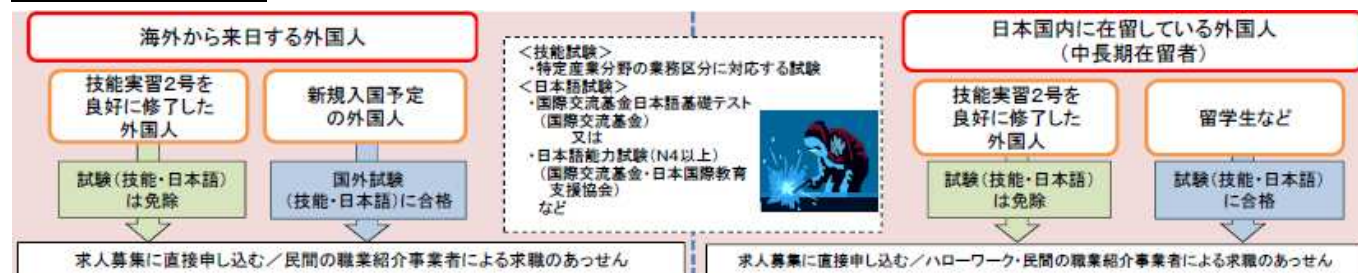 海外から来日する外国人
技能実習2号を
良好に修了した
外国人
新規入国予定
の外国人
試験(技能・日本語)
は免除
国外試験
(技能・日本語)に合格
求人募集に直接申し込む／民間の職業紹介事業者による求職のあっせん
＜技能試験＞
・特定産業分野の業務区分に対応する試験
＜日本語試験＞
・国際交流基金日本語基礎テスト
(国際交流基金)
又は
・日本語能力試験(N4以上)
(国際交流基金・日本国際教育
支援協会)
など
日本国内に在留している外国人
(中長期在留者)
技能実習2号を
良好に修了した
外国人
留学生など
試験(技能・日本語)
は免除
試験(技能・日本語)
に合格
求人募集に直接申し込む／ハローワーク・民間の職業紹介事業者による求職のあっせん